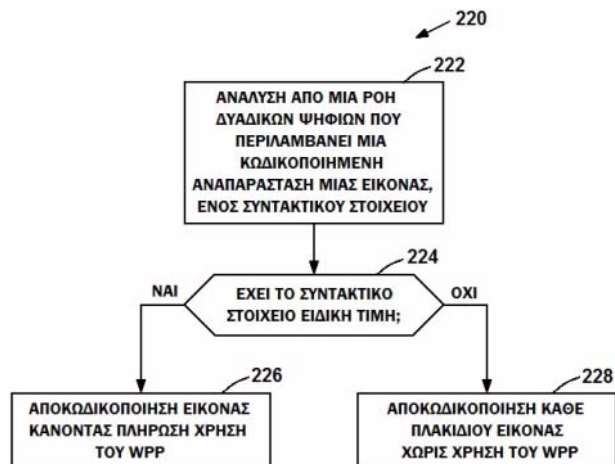 220
222
ΑΝΑΛΥΣΗ ΑΠΟ ΜΙΑ ΡΟΗ
ΔΥΑΔΙΚΩΝ ΨΗΦΙΩΝ ΠΟΥ
ΠΕΡΙΛΑΜΒΑΝΕΙ ΜΙΑ
ΚΩΔΙΚΟΠΟΙΗΜΕΝΗ
ΑΝΑΠΑΡΑΣΤΑΣΗ ΜΙΑΣ ΕΙΚΟΝΑΣ,
ΕΝΟΣ ΣΥΝΤΑΚΤΙΚΟΥ ΣΤΟΙΧΕΙΟΥ
224
ΝΑΙ
ΕΧΕΙ ΤΟ ΣΥΝΤΑΚΤΙΚΟ
ΣΤΟΙΧΕΙΟ ΕΙΔΙΚΗ ΤΙΜΗ;
ΟΧΙ
226
ΑΠΟΚΩΔΙΚΟΠΟΙΗΣΗ ΕΙΚΟΝΑΣ
ΚΑΝΟΝΤΑΣ ΠΛΗΡΩΣΗ ΧΡΗΣΗ
ΤΟΥ WPP
228
ΑΠΟΚΩΔΙΚΟΠΟΙΗΣΗ ΚΑΘΕ
ΠΛΑΚΙΔΙΟΥ ΕΙΚΟΝΑΣ
ΧΩΡΙΣ ΧΡΗΣΗ ΤΟΥ WPP